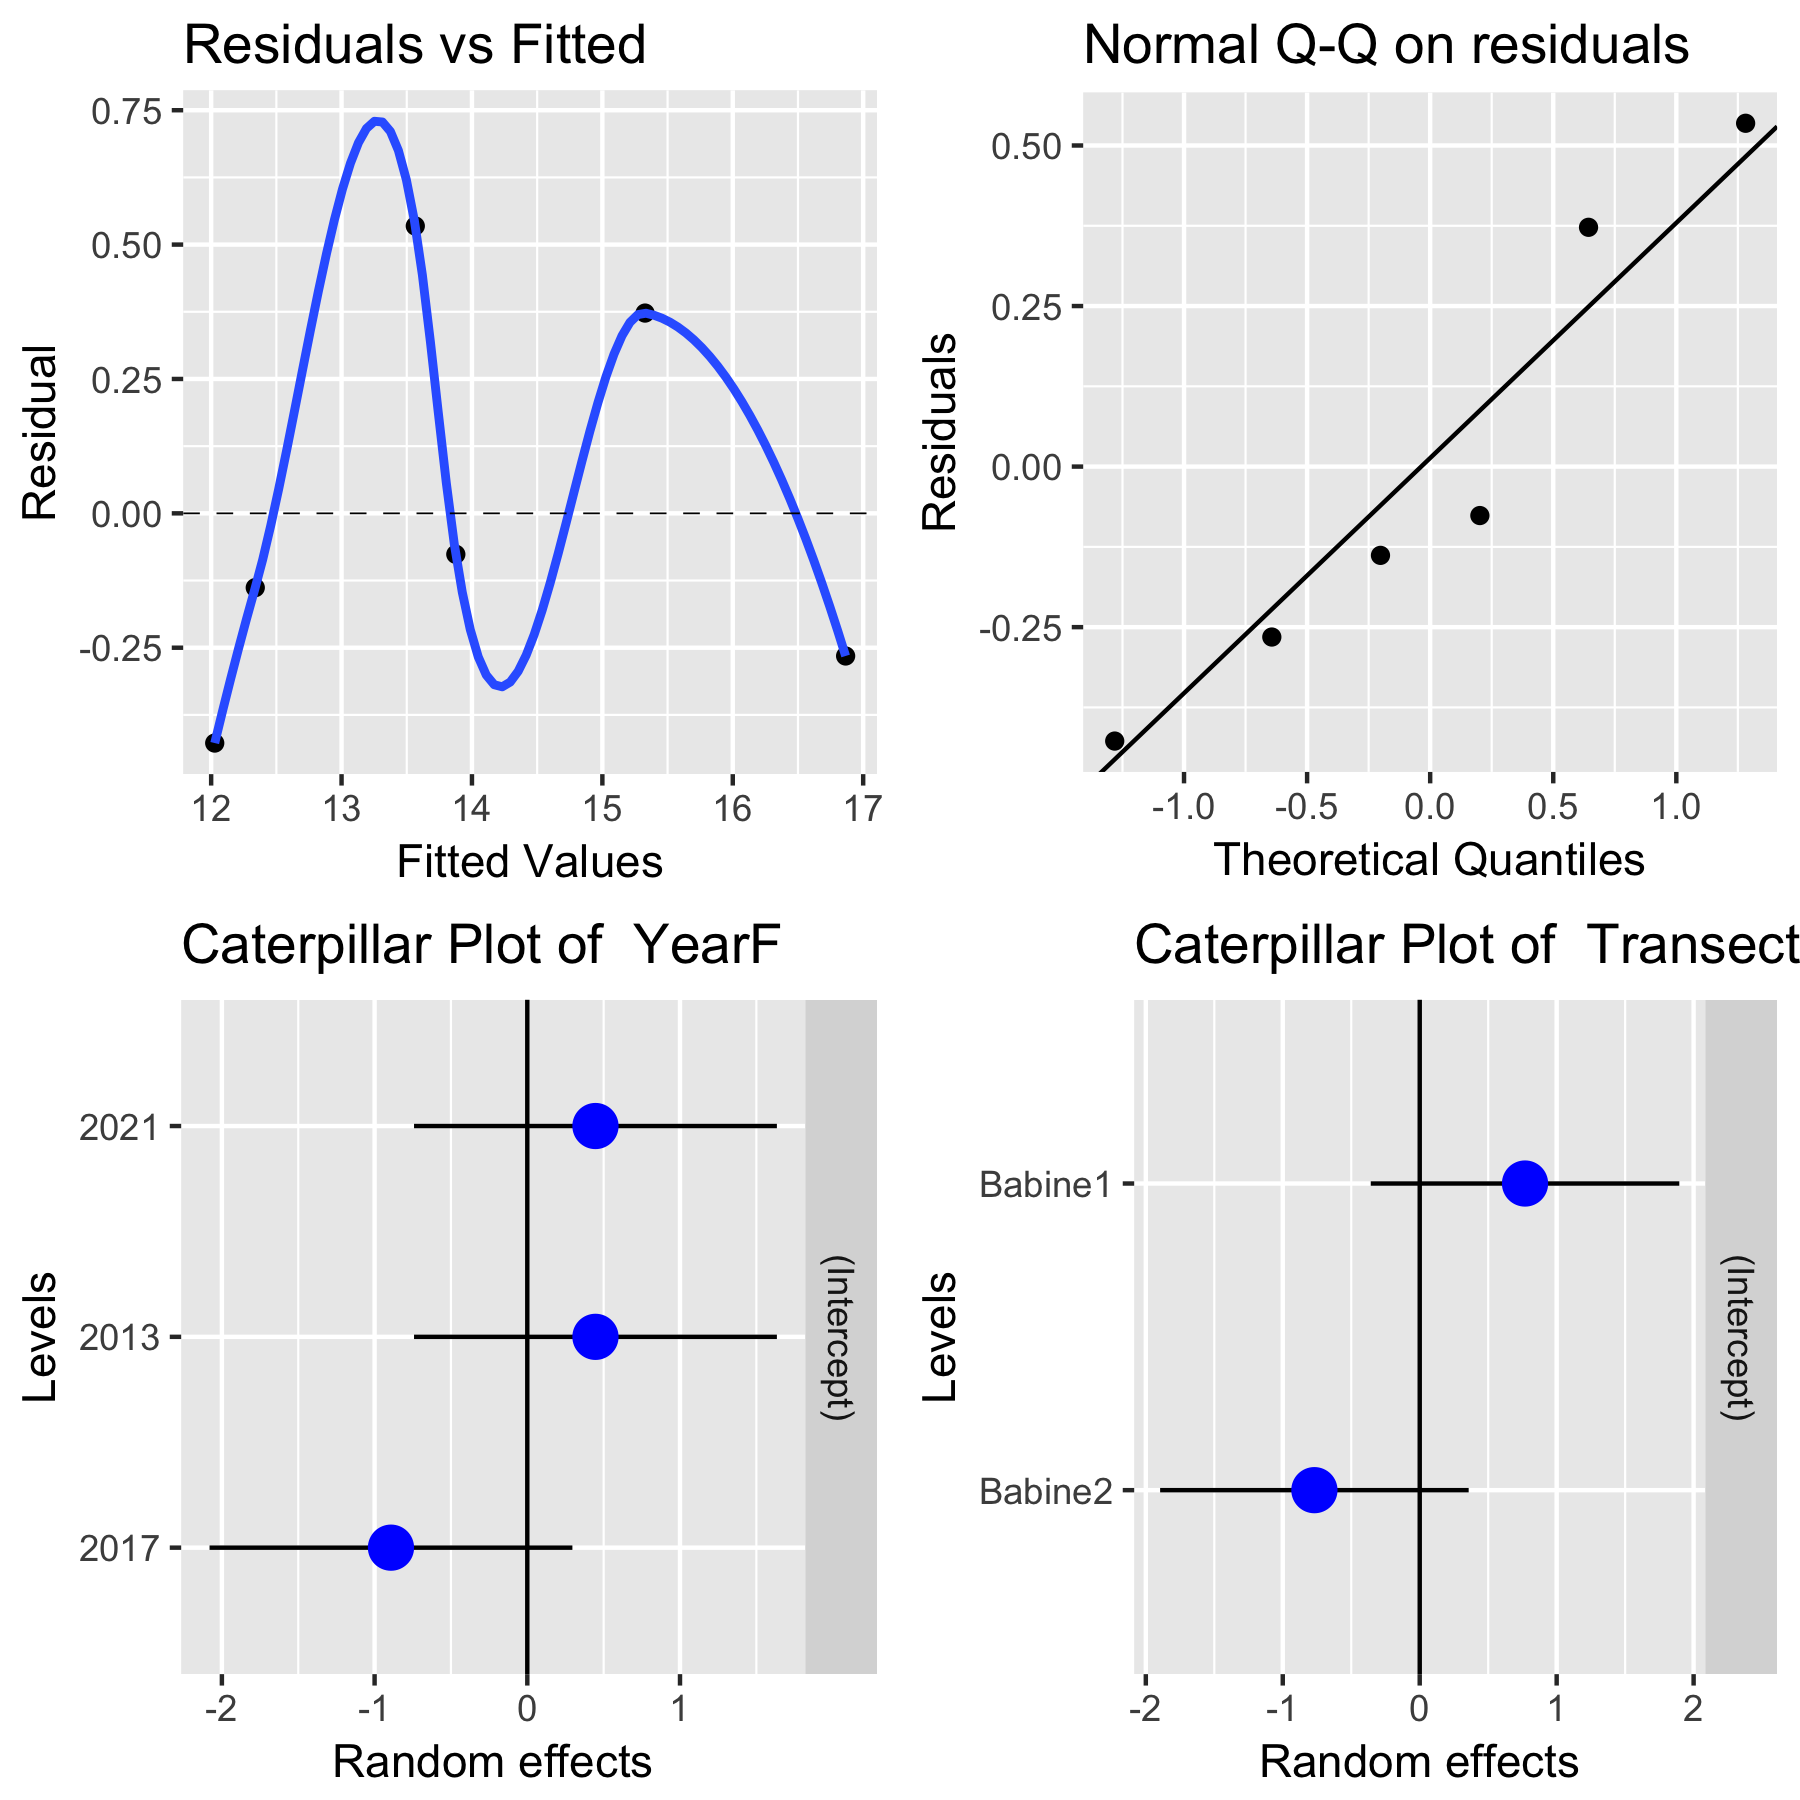 Residuals vs Fitted
0.75
0.50
0.25
0.00
-0.25
Residual
12 13 14 15 16 17
Fitted Values
Normal Q-Q on residuals
0.50
0.25
0.00
-0.25
Residuals
-1.0 -0.5 0.0 0.5 1.0
Theoretical Quantiles
Caterpillar Plot of  YearF
2021
2013
2017
Levels
(Intercept)
-2 -1 0 1
Random effects
Caterpillar Plot of  Transect
Babine1
Babine2
Levels
(Intercept)
-2 -1 0 1 2
Random effects